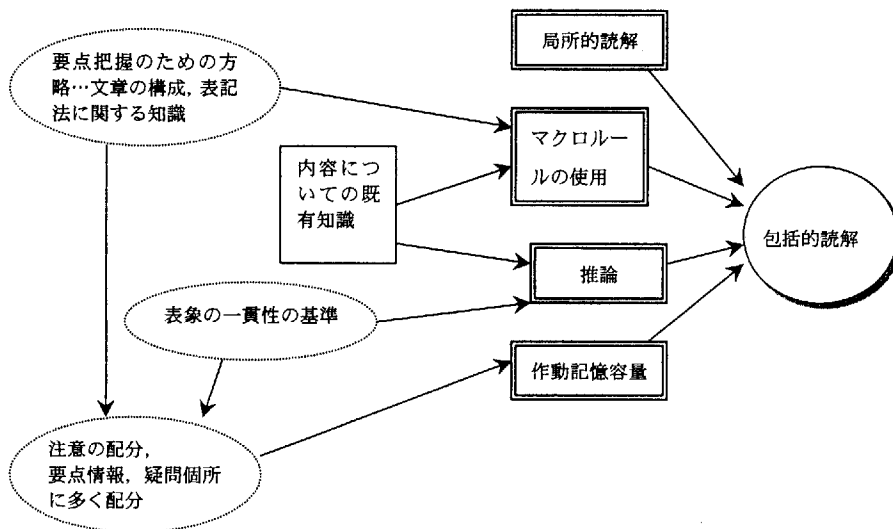 局所的読解
要点把握のための方
略…文章の構成,表記
法に関する知識
マクロルー
ルの使用
内容につ
いての既
有知識
包括的読解
推論
表象の一貫性の基準
作動記憶容量
注意の配分,
要点情報,疑問個所
に多く配分